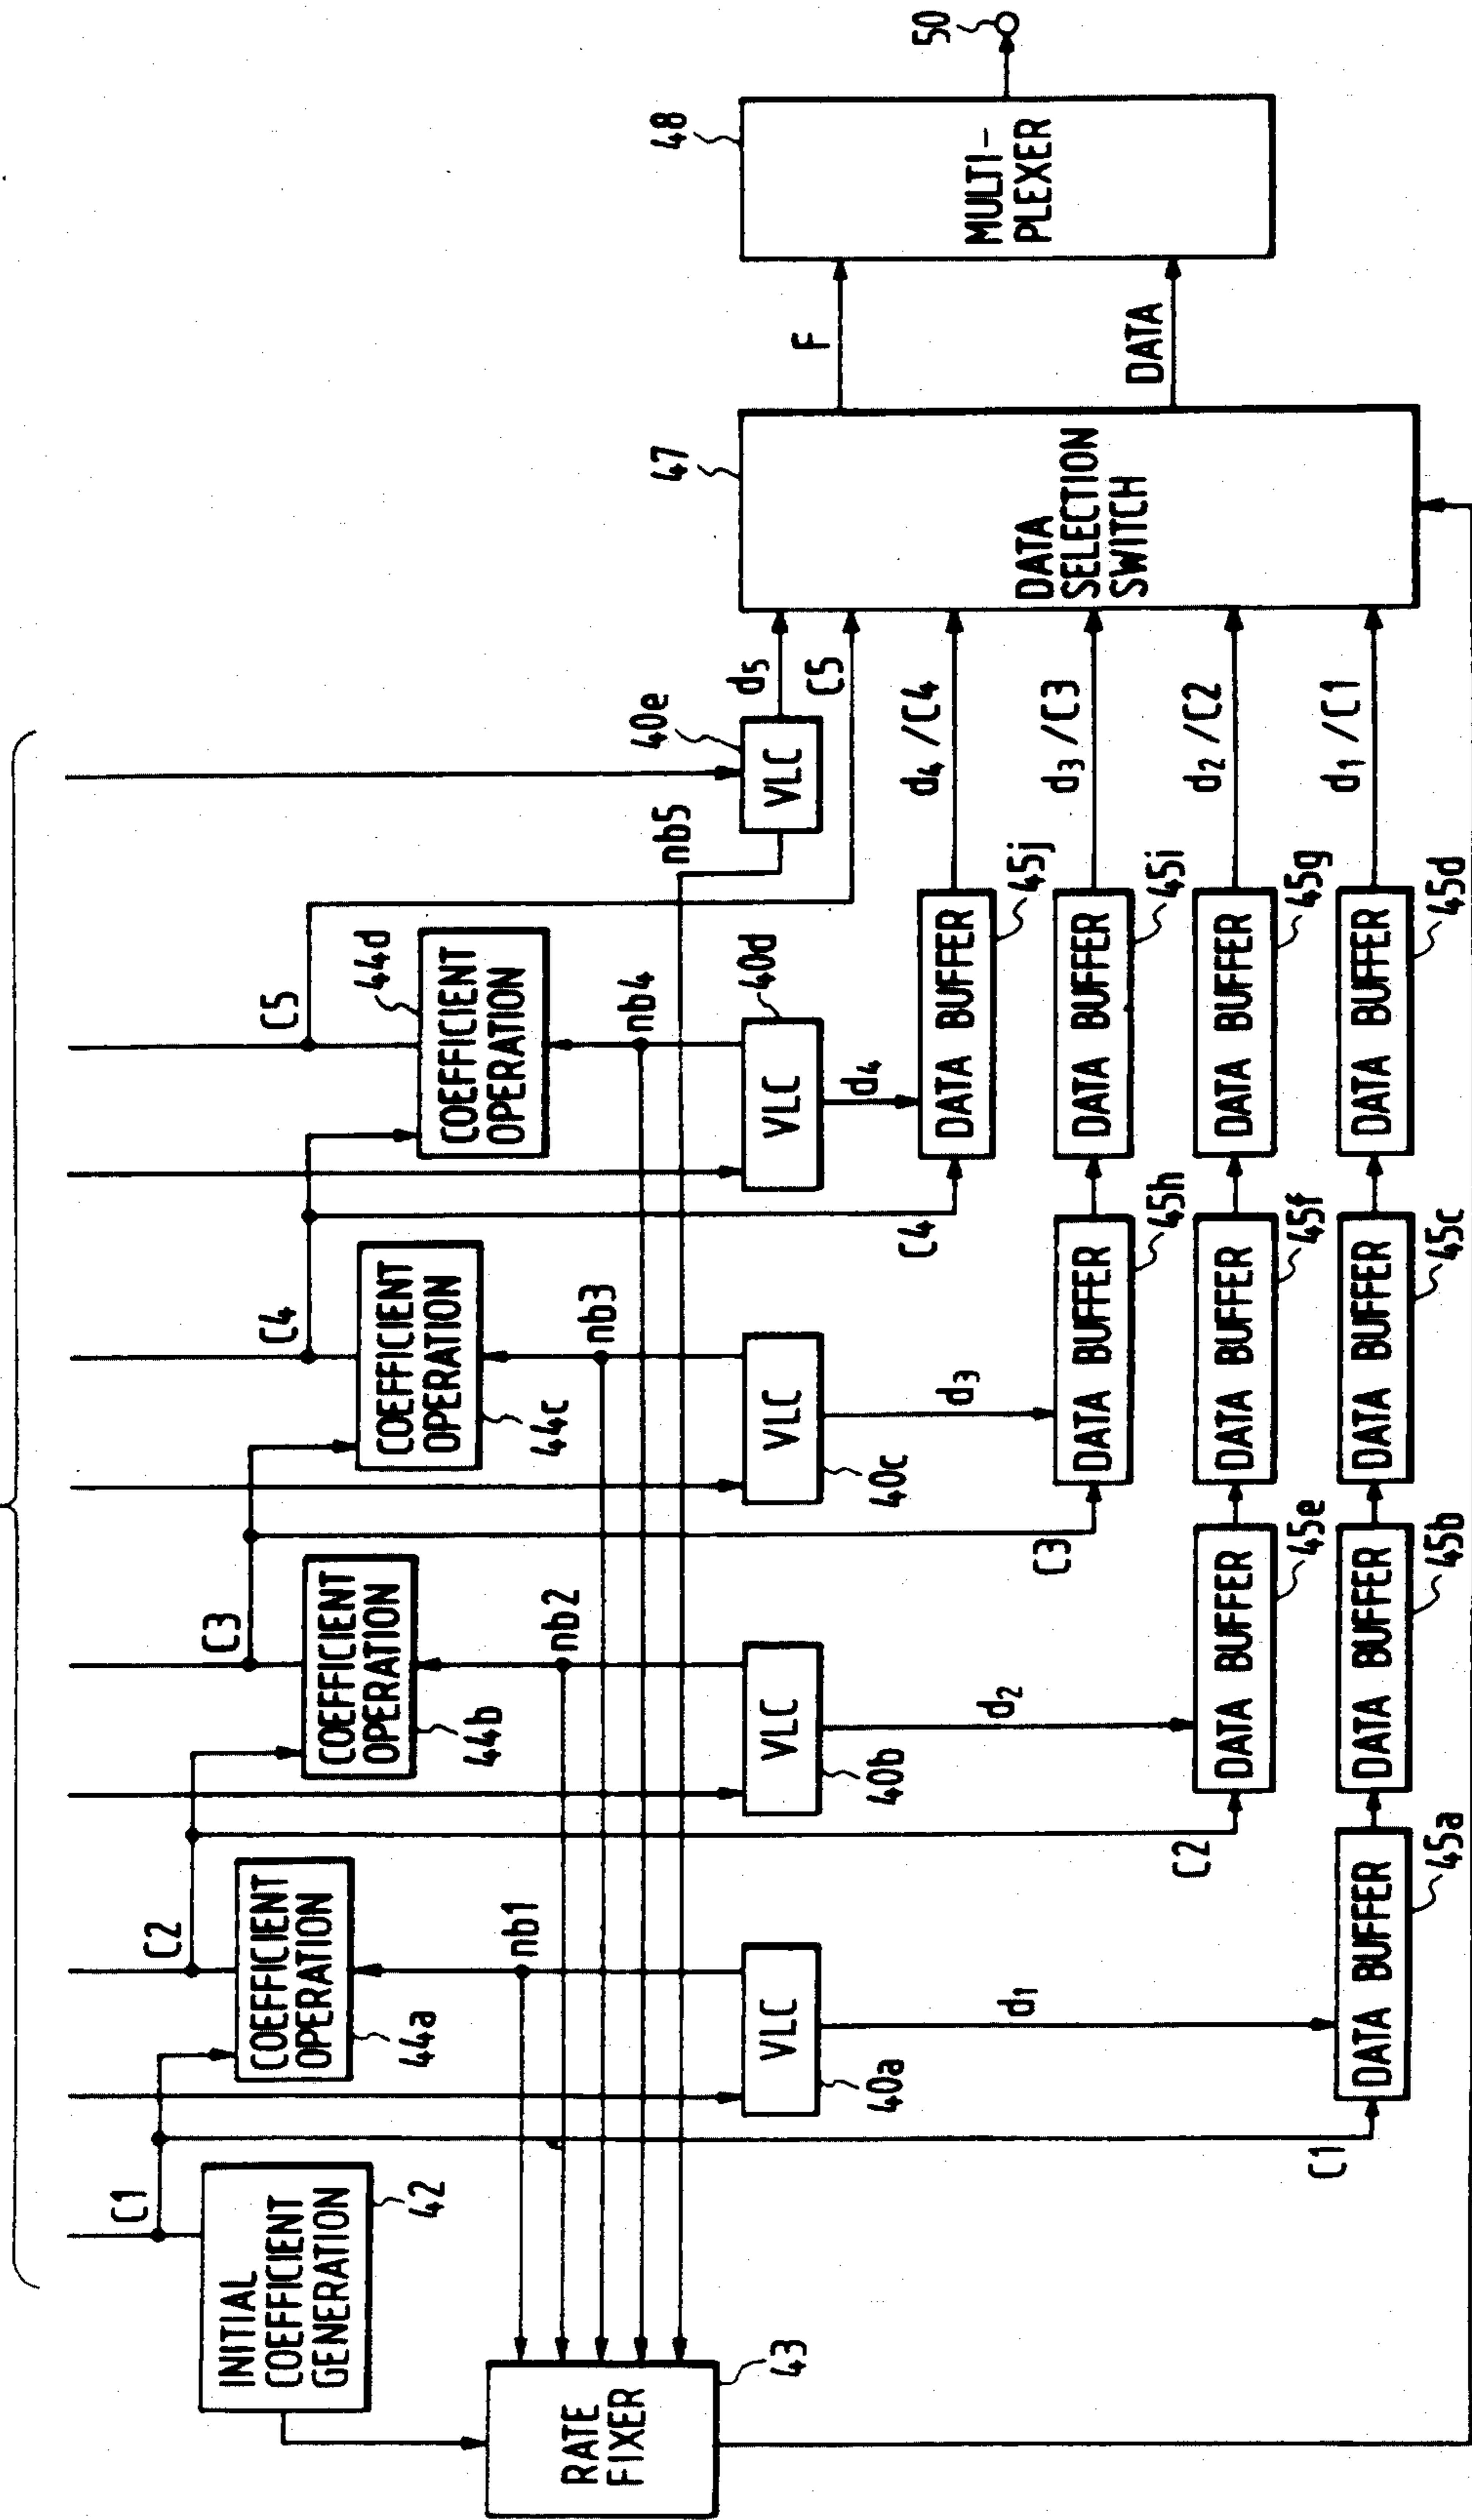 C1
INITIAL
COEFFICIENT
GENERATION
42
RATE
FIXER
43
C2
COEFFICIENT
OPERATION
44a
nb1
VLC
40a
d1
C1
DATA BUFFER
45a
C3
COEFFICIENT
OPERATION
44b
nb2
VLC
40b
d2
C2
DATA BUFFER
45e
DATA BUFFER
45b
C4
COEFFICIENT
OPERATION
44c
nb3
VLC
40c
d3
C3
DATA BUFFER
45h
DATA BUFFER
45f
DATA BUFFER
45c
C5
COEFFICIENT
OPERATION
44d
nb4
VLC
40d
d4
C4
DATA BUFFER
45j
DATA BUFFER
45i
DATA BUFFER
45g
DATA BUFFER
45d
nb5
VLC
40e
d5
C5
d4/C4
d3/C3
d2/C2
d1/C1
DATA
SELECTION
SWITCH
47
F
DATA
MULTI-
PLEXER
48
50